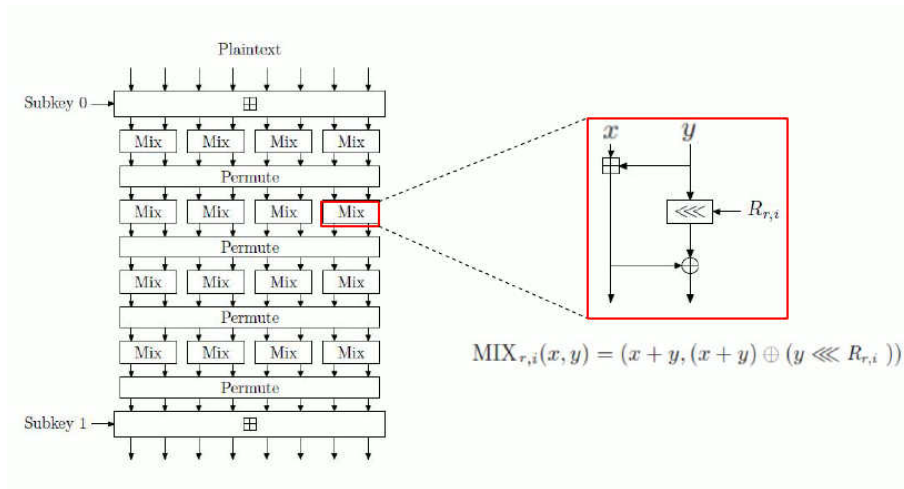 Plaintext
Subkey 0
Mix Mix Mix Mix
Permute
Mix Mix Mix Mix
Permute
Mix Mix Mix Mix
Permute
Mix Mix Mix Mix
Permute
Subkey 1
x y
⋘ R_{r,i}
MIX_{r,i}(x, y) = (x + y, (x + y) ⊕ (y ⋘ R_{r,i} ))